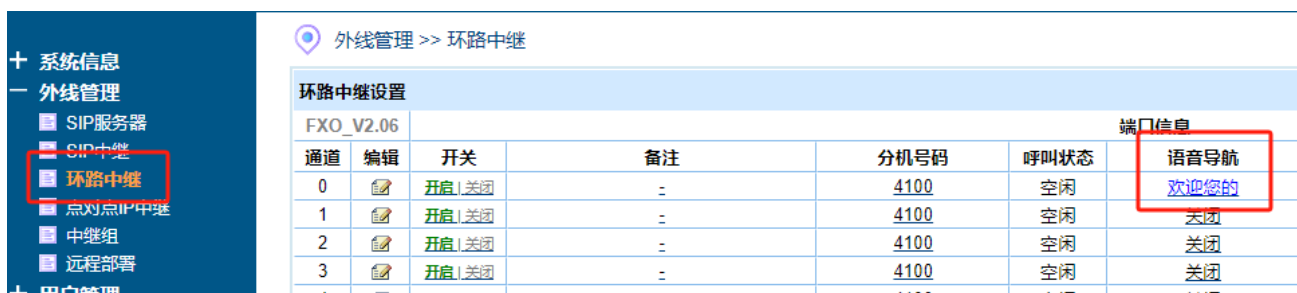 外线管理 >> 环路中继
系统信息
外线管理
SIP服务器
SIP中继
环路中继
点对点IP中继
中继组
远程部署
用户管理
环路中继设置
FXO_V2.06 端口信息
通道 编辑 开关 备注 分机号码 呼叫状态 语音导航
0 开启 | 关闭 - 4100 空闲 欢迎您的
1 开启 | 关闭 - 4100 空闲 关闭
2 开启 | 关闭 - 4100 空闲 关闭
3 开启 | 关闭 - 4100 空闲 关闭